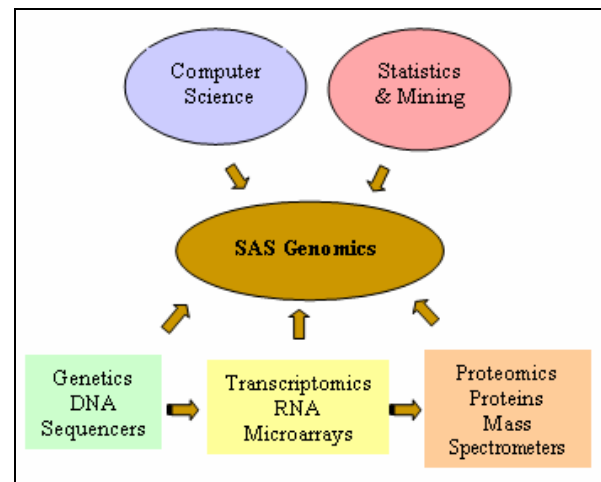 Computer
Science
Statistics
& Mining
SAS Genomics
Genetics
DNA
Sequencers
Transcriptomics
RNA
Microarrays
Proteomics
Proteins
Mass
Spectrometers